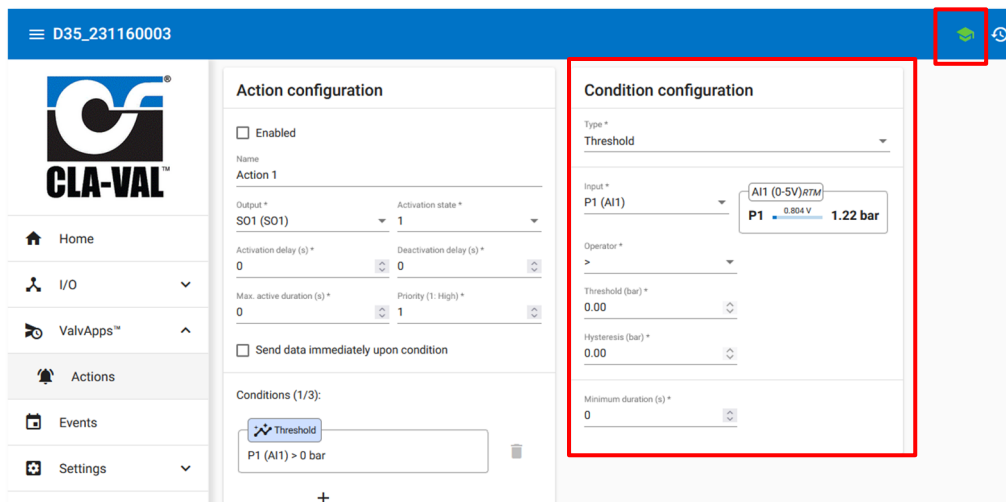 D35_231160003
CLA-VAL™
®
Home
I/O
ValvApps™
Actions
Events
Settings
Action configuration
Enabled
Name
Action 1
Output *
Activation state *
SO1 (SO1)
1
Activation delay (s) *
Deactivation delay (s) *
0
0
Max. active duration (s) *
Priority (1: High) *
0
1
Send data immediately upon condition
Conditions (1/3):
Threshold
P1 (AI1) > 0 bar
+
Condition configuration
Type *
Threshold
Input *
P1 (AI1)
AI1 (0-5V)RTM
P1
0.804 V
1.22 bar
Operator *
>
Threshold (bar) *
0.00
Hysteresis (bar) *
0.00
Minimum duration (s) *
0